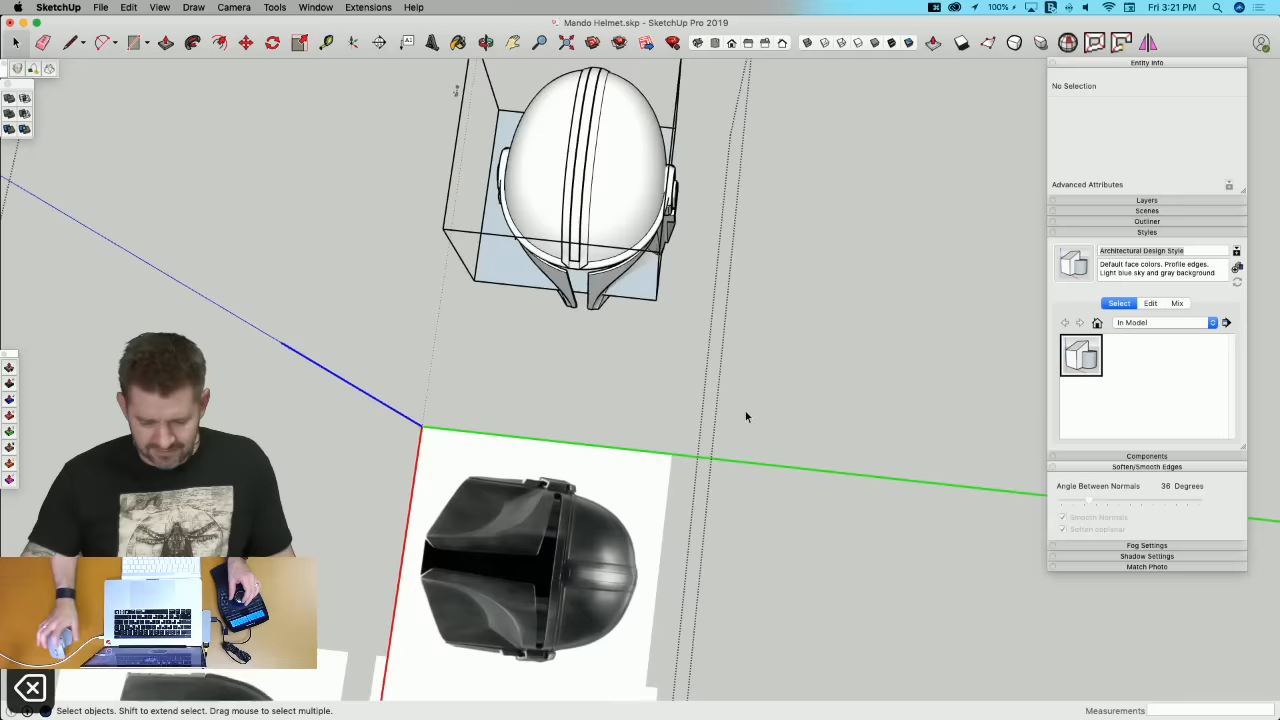 SketchUp File Edit View Draw Camera Tools Window Extensions Help
100% Fri 3:21 PM
Mando Helmet.skp - SketchUp Pro 2019
Entity Info
No Selection
Advanced Attributes
Layers
Scenes
Outliner
Styles
Architectural Design Style
Default face colors. Profile edges.
Light blue sky and gray background
Select Edit Mix
In Model
Components
Soften/Smooth Edges
Angle Between Normals 36 Degrees
Smooth Normals
Soften coplanar
Fog Settings
Shadow Settings
Match Photo
Select objects. Shift to extend select. Drag mouse to select multiple.
Measurements